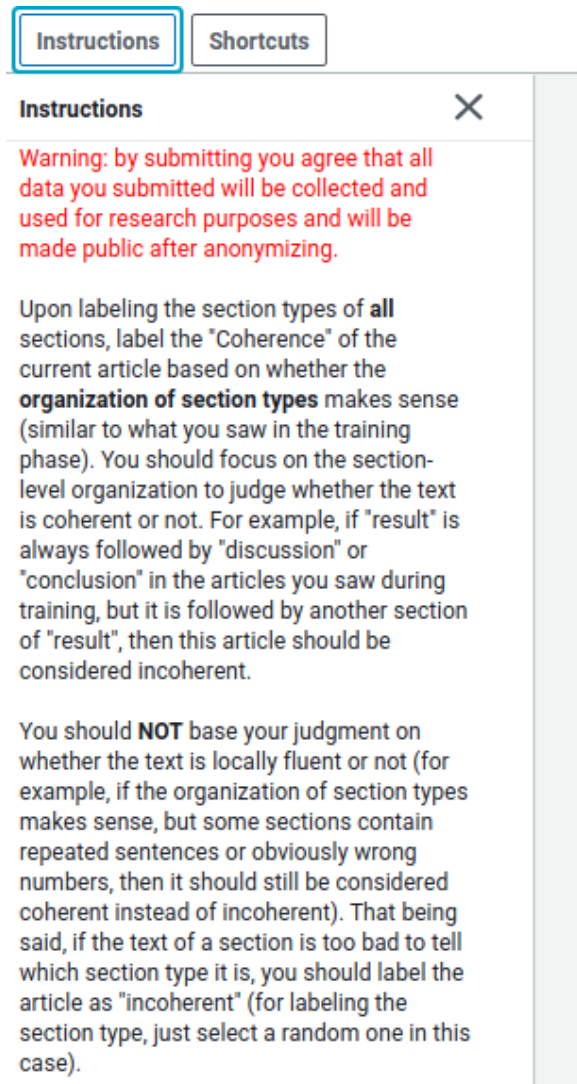 Instructions Shortcuts
Instructions
Warning: by submitting you agree that all
data you submitted will be collected and
used for research purposes and will be
made public after anonymizing.
Upon labeling the section types of all
sections, label the "Coherence" of the
current article based on whether the
organization of section types makes sense
(similar to what you saw in the training
phase). You should focus on the section-
level organization to judge whether the text
is coherent or not. For example, if "result" is
always followed by "discussion" or
"conclusion" in the articles you saw during
training, but it is followed by another section
of "result", then this article should be
considered incoherent.
You should NOT base your judgment on
whether the text is locally fluent or not (for
example, if the organization of section types
makes sense, but some sections contain
repeated sentences or obviously wrong
numbers, then it should still be considered
coherent instead of incoherent). That being
said, if the text of a section is too bad to tell
which section type it is, you should label the
article as "incoherent" (for labeling the
section type, just select a random one in this
case).